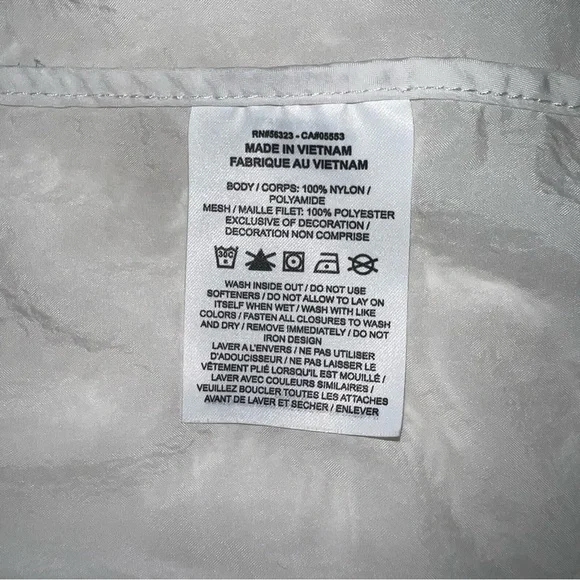 RN#56323 - CA#05553
MADE IN VIETNAM
FABRIQUE AU VIETNAM
BODY / CORPS: 100% NYLON /
POLYAMIDE
MESH / MAILLE FILET: 100% POLYESTER
EXCLUSIVE OF DECORATION /
DECORATION NON COMPRISE
30C
WASH INSIDE OUT / DO NOT USE
SOFTENERS / DO NOT ALLOW TO LAY ON
ITSELF WHEN WET / WASH WITH LIKE
COLORS / FASTEN ALL CLOSURES TO WASH
AND DRY / REMOVE IMMEDIATELY / DO NOT
IRON DESIGN
LAVER A L'ENVERS / NE PAS UTILISER
D'ADOUCISSEUR / NE PAS LAISSER LE
VÊTEMENT PLIÉ LORSQU'IL EST MOUILLÉ /
LAVER AVEC COULEURS SIMILAIRES /
VEUILLEZ BOUCLER TOUTES LES ATTACHES
AVANT DE LAVER ET SECHER / ENLEVER